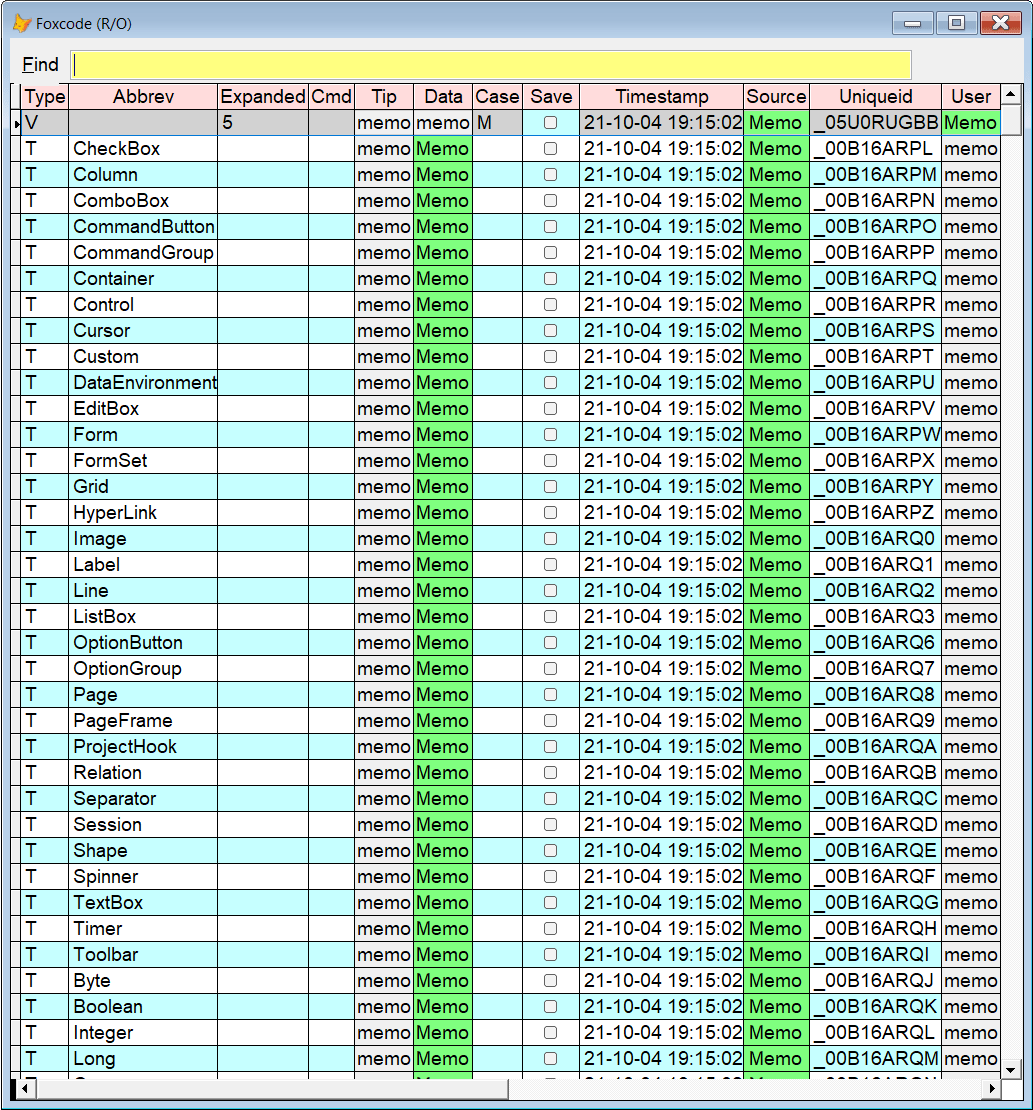 Foxcode (R/O)
Find
Type Abbrev Expanded Cmd Tip Data Case Save Timestamp Source Uniqueid User
V 5 memo memo M 21-10-04 19:15:02 Memo _05U0RUGBB Memo
T CheckBox memo Memo 21-10-04 19:15:02 Memo _00B16ARPL memo
T Column memo Memo 21-10-04 19:15:02 Memo _00B16ARPM memo
T ComboBox memo Memo 21-10-04 19:15:02 Memo _00B16ARPN memo
T CommandButton memo Memo 21-10-04 19:15:02 Memo _00B16ARPO memo
T CommandGroup memo Memo 21-10-04 19:15:02 Memo _00B16ARPP memo
T Container memo Memo 21-10-04 19:15:02 Memo _00B16ARPQ memo
T Control memo Memo 21-10-04 19:15:02 Memo _00B16ARPR memo
T Cursor memo Memo 21-10-04 19:15:02 Memo _00B16ARPS memo
T Custom memo Memo 21-10-04 19:15:02 Memo _00B16ARPT memo
T DataEnvironment memo Memo 21-10-04 19:15:02 Memo _00B16ARPU memo
T EditBox memo Memo 21-10-04 19:15:02 Memo _00B16ARPV memo
T Form memo Memo 21-10-04 19:15:02 Memo _00B16ARPW memo
T FormSet memo Memo 21-10-04 19:15:02 Memo _00B16ARPX memo
T Grid memo Memo 21-10-04 19:15:02 Memo _00B16ARPY memo
T HyperLink memo Memo 21-10-04 19:15:02 Memo _00B16ARPZ memo
T Image memo Memo 21-10-04 19:15:02 Memo _00B16ARQ0 memo
T Label memo Memo 21-10-04 19:15:02 Memo _00B16ARQ1 memo
T Line memo Memo 21-10-04 19:15:02 Memo _00B16ARQ2 memo
T ListBox memo Memo 21-10-04 19:15:02 Memo _00B16ARQ3 memo
T OptionButton memo Memo 21-10-04 19:15:02 Memo _00B16ARQ6 memo
T OptionGroup memo Memo 21-10-04 19:15:02 Memo _00B16ARQ7 memo
T Page memo Memo 21-10-04 19:15:02 Memo _00B16ARQ8 memo
T PageFrame memo Memo 21-10-04 19:15:02 Memo _00B16ARQ9 memo
T ProjectHook memo Memo 21-10-04 19:15:02 Memo _00B16ARQA memo
T Relation memo Memo 21-10-04 19:15:02 Memo _00B16ARQB memo
T Separator memo Memo 21-10-04 19:15:02 Memo _00B16ARQC memo
T Session memo Memo 21-10-04 19:15:02 Memo _00B16ARQD memo
T Shape memo Memo 21-10-04 19:15:02 Memo _00B16ARQE memo
T Spinner memo Memo 21-10-04 19:15:02 Memo _00B16ARQF memo
T TextBox memo Memo 21-10-04 19:15:02 Memo _00B16ARQG memo
T Timer memo Memo 21-10-04 19:15:02 Memo _00B16ARQH memo
T Toolbar memo Memo 21-10-04 19:15:02 Memo _00B16ARQI memo
T Byte memo Memo 21-10-04 19:15:02 Memo _00B16ARQJ memo
T Boolean memo Memo 21-10-04 19:15:02 Memo _00B16ARQK memo
T Integer memo Memo 21-10-04 19:15:02 Memo _00B16ARQL memo
T Long memo Memo 21-10-04 19:15:02 Memo _00B16ARQM memo